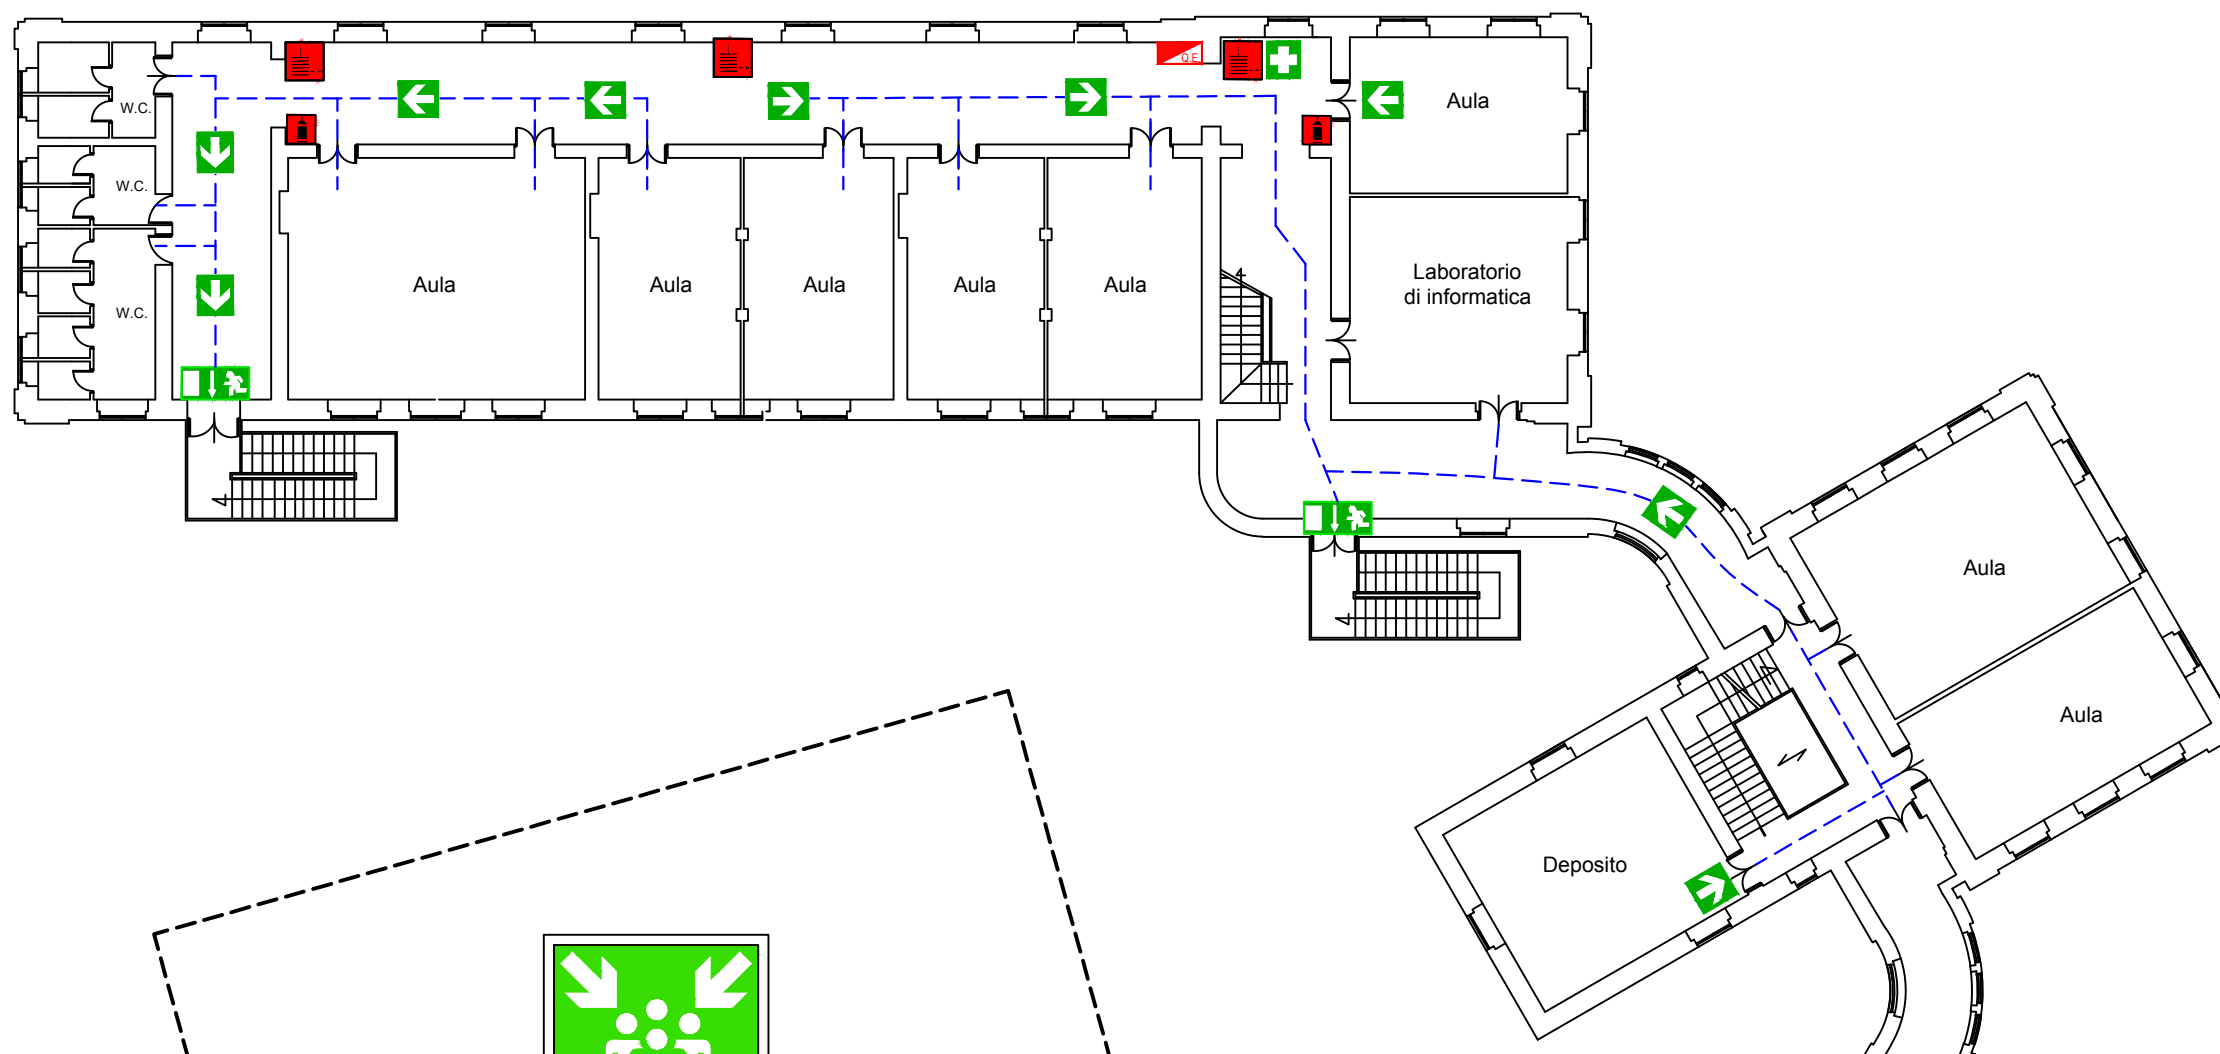 W.C.
Q.E.
Aula
W.C.
Aula
Aula
Aula
Aula
Aula
Laboratorio
di informatica
W.C.
Aula
Aula
Deposito